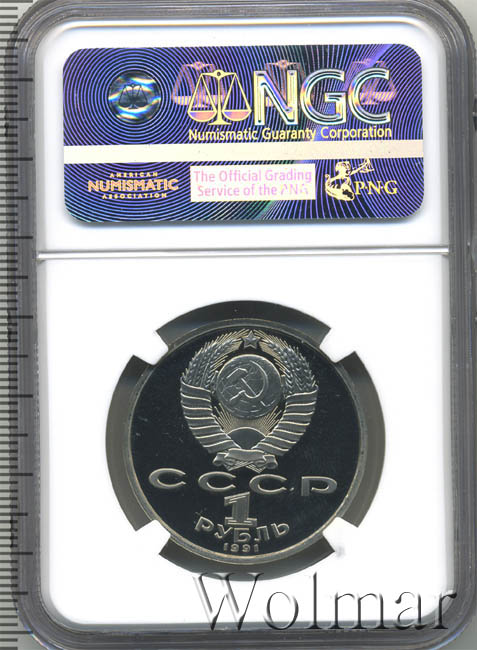 NGC
Numismatic Guaranty Corporation
AMERICAN
NUMISMATIC
ASSOCIATION
The Official Grading
Service of the PNG
P·N·G
СССР
1
РУБЛЬ
1991
Wolmar